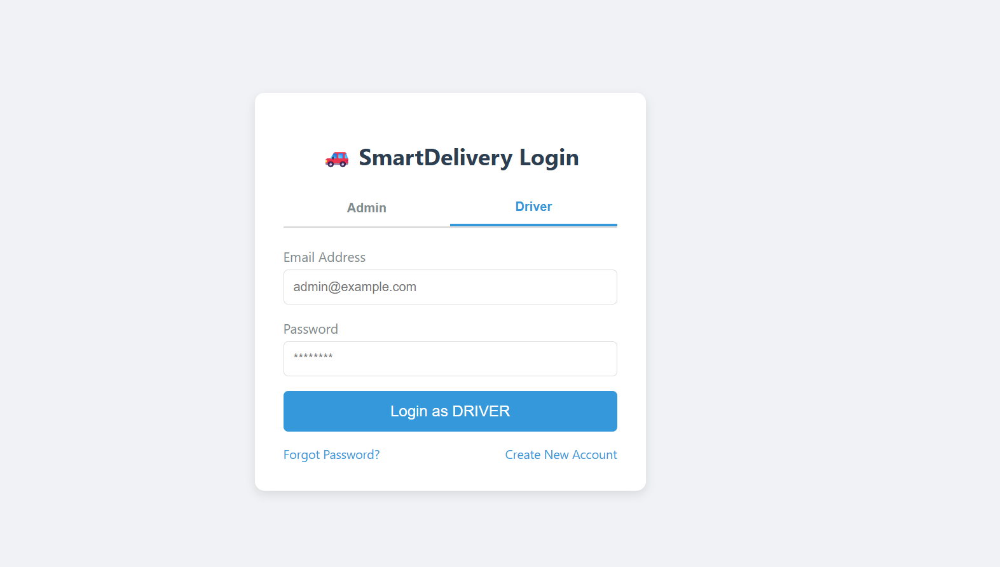 SmartDelivery Login
Admin Driver
Email Address
admin@example.com
Password
********
Login as DRIVER
Forgot Password? Create New Account